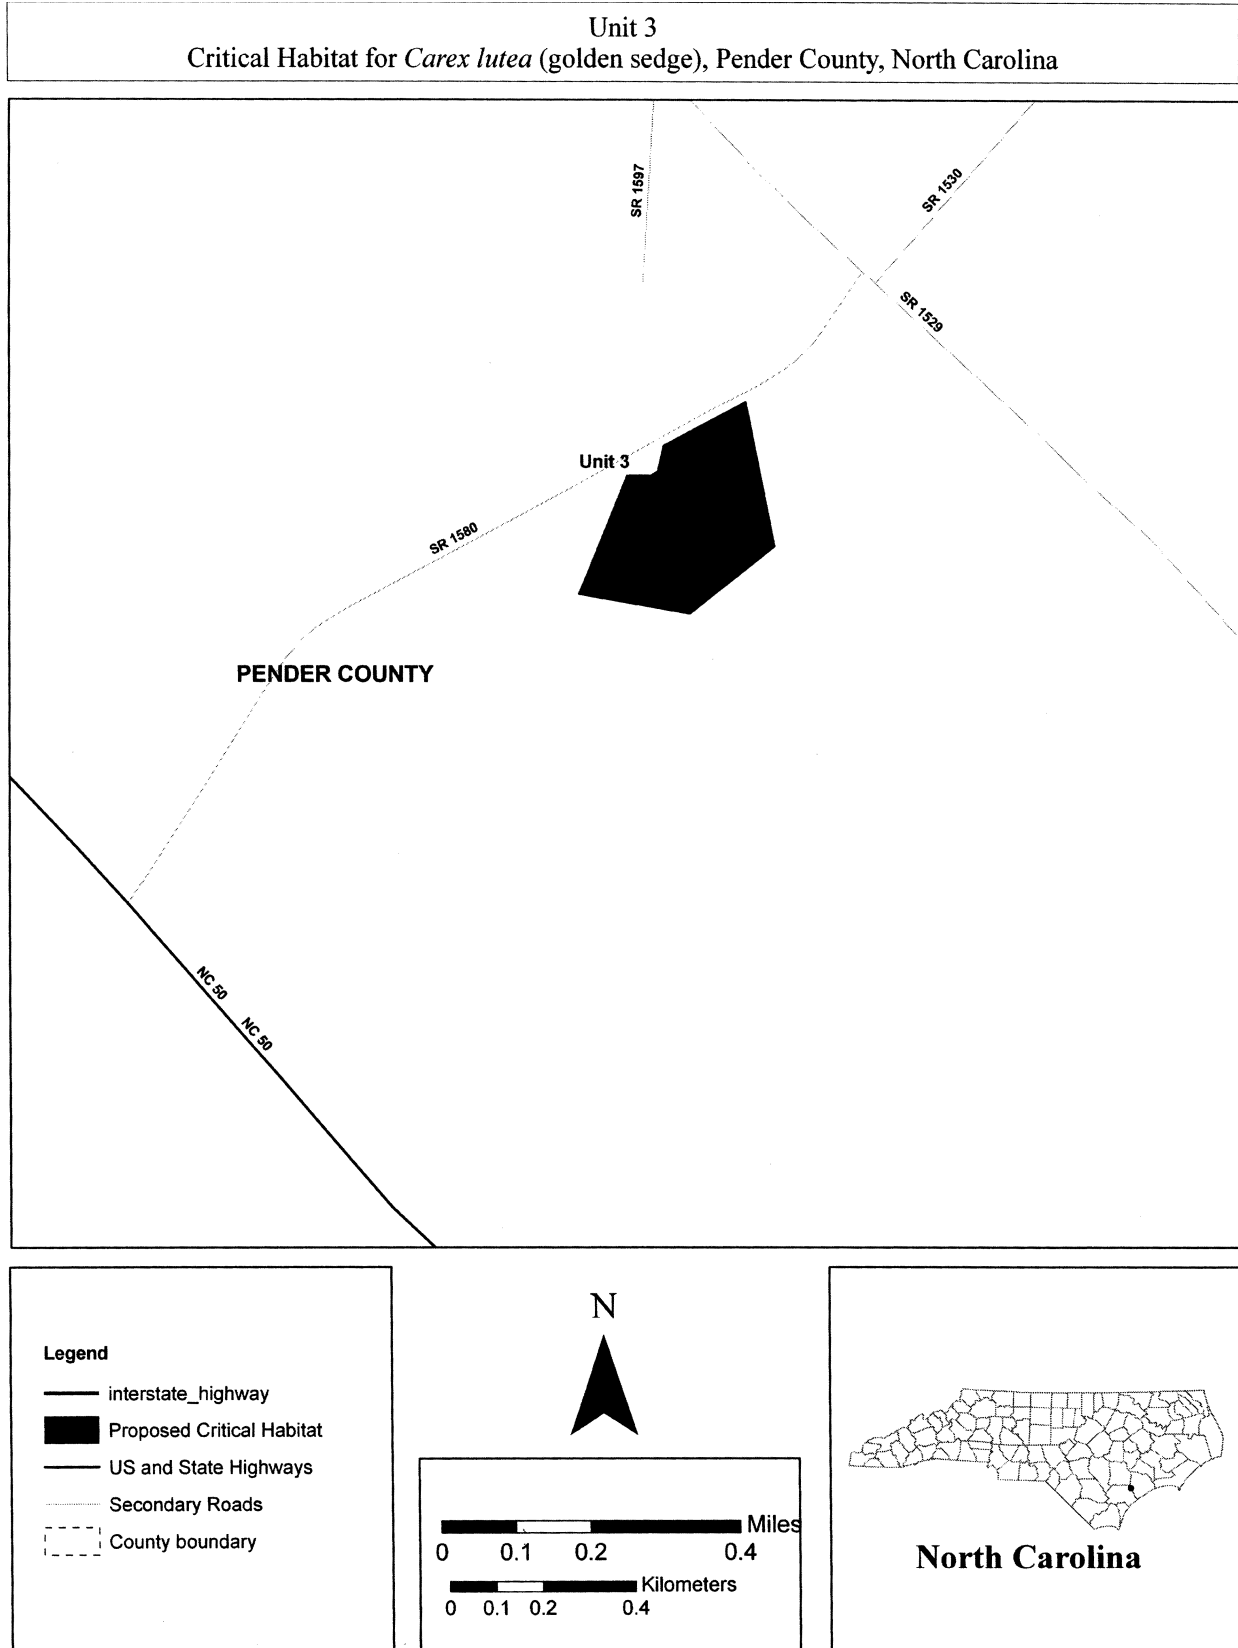 Unit 3
Critical Habitat for Carex lutea (golden sedge), Pender County, North Carolina
SR 1597
SR 1530
SR 1529
Unit 3
SR 1580
PENDER COUNTY
NC 50
NC 50
Legend
interstate_highway
Proposed Critical Habitat
US and State Highways
Secondary Roads
County boundary
N
Miles
0 0.1 0.2 0.4
Kilometers
0 0.1 0.2 0.4
North Carolina